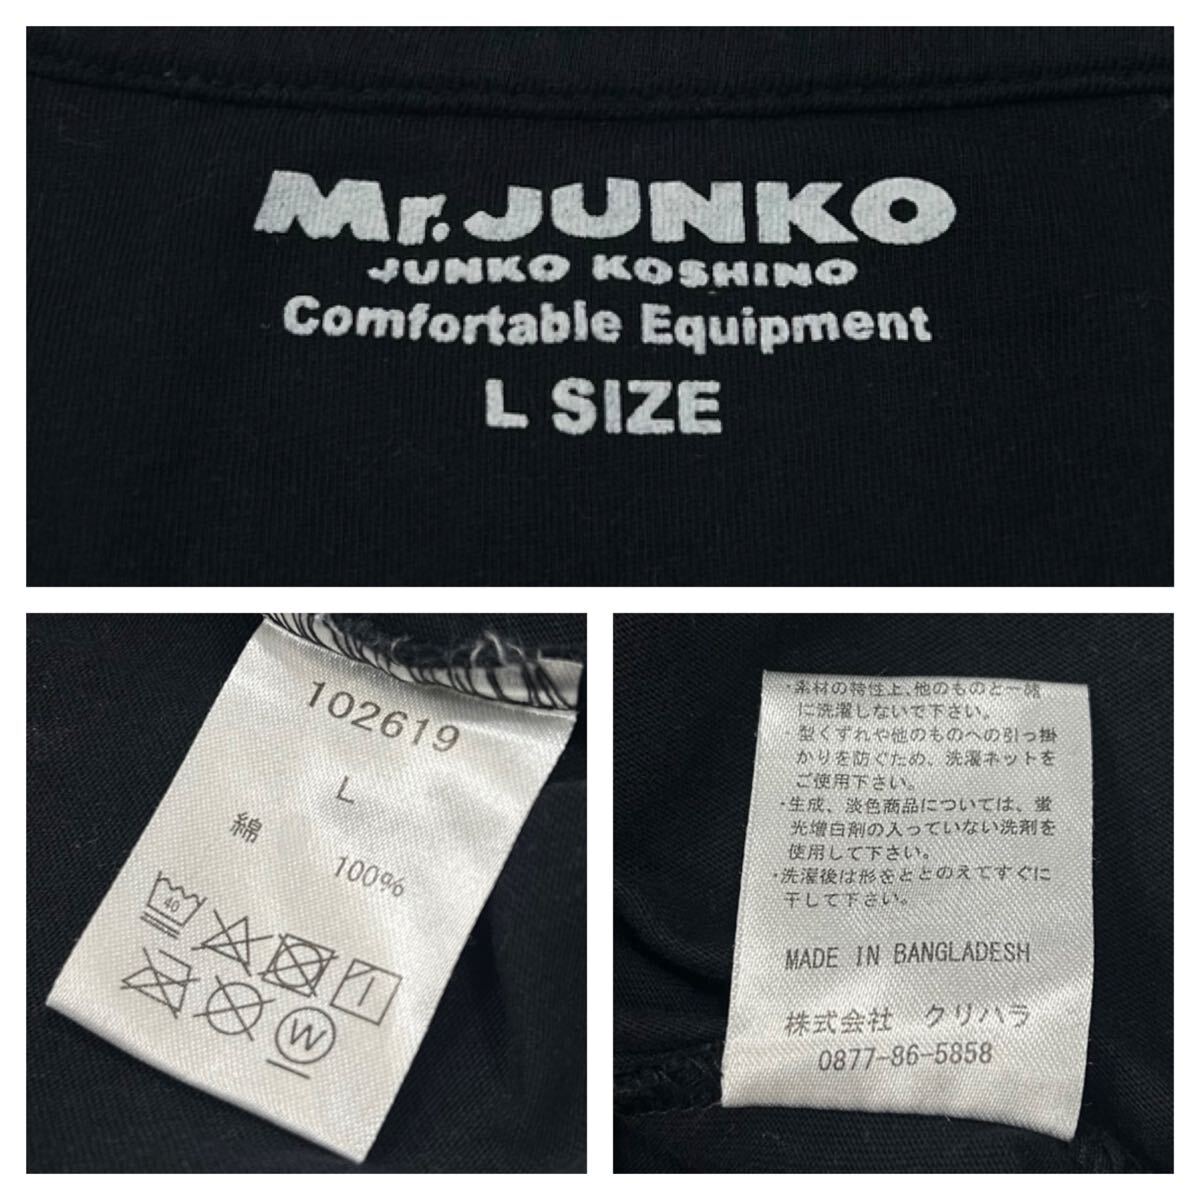 Mr.JUNKO
JUNKO KOSHINO
Comfortable Equipment
L SIZE
102619
L
綿 100%
40
W
・素材の特性上、他のものと一緒
に洗濯しないで下さい。
・型くずれや他のものへの引っ掛
かりを防ぐため、洗濯ネットを
ご使用下さい。
・生成、淡色商品については、蛍
光増白剤の入っていない洗剤を
使用して下さい。
・洗濯後は形をととのえてすぐに
干して下さい。
MADE IN BANGLADESH
株式会社 クリハラ
0877-86-5858